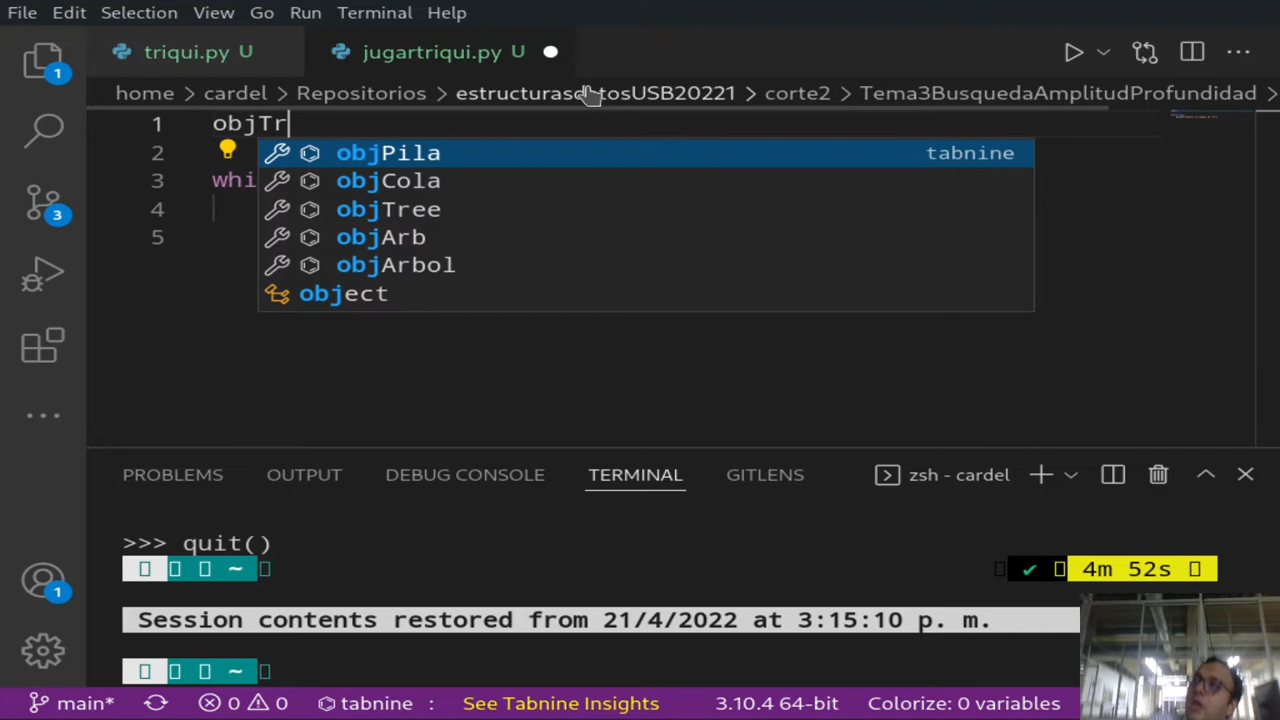 File Edit Selection View Go Run Terminal Help
triqui.py U jugartriqui.py U
home > cardel > Repositorios > tosUSB20221 > corte2 > Tema3BusquedaAmplitudProfundidad >
1 objTr
2 objPila tabnine
3 whi objCola
4 objTree
5 objArb
objArbol
object
PROBLEMS OUTPUT DEBUG CONSOLE TERMINAL GITLENS zsh - cardel
>>> quit()
~ ✔ 4m 52s
Session contents restored from 21/4/2022 at 3:15:10 p. m.
~
1
3
1
main* 0 0 tabnine : See Tabnine Insights 3.10.4 64-bit Colorize: 0 variables